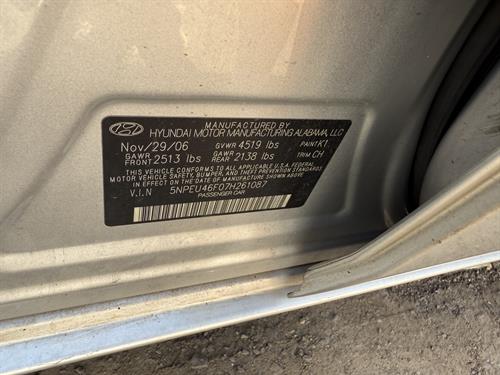 MANUFACTURED BY
HYUNDAI MOTOR MANUFACTURING ALABAMA, LLC
Nov/29/06 GVWR 4519 lbs PAINT K1
GAWR FRONT 2513 lbs GAWR REAR 2138 lbs TRIM CH
THIS VEHICLE CONFORMS TO ALL APPLICABLE U.S.A FEDERAL
MOTOR VEHICLE SAFETY, BUMPER, AND THEFT PREVENTION STANDARDS
IN EFFECT ON THE DATE OF MANUFACTURE SHOWN ABOVE.
V.I.N 5NPEU46F07H261087
PASSENGER CAR